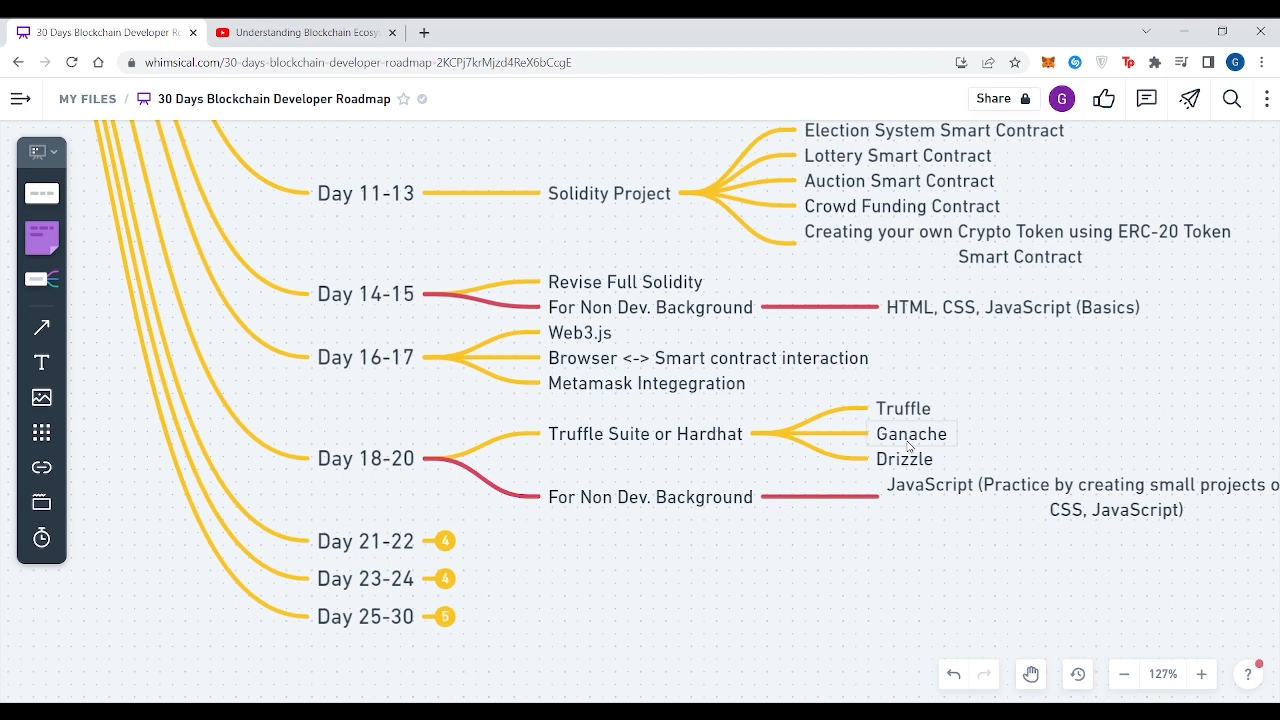 30 Days Blockchain Developer Ro
Understanding Blockchain Ecosy
whimsical.com/30-days-blockchain-developer-roadmap-2KCPj7krMjzd4ReX6bCcgE
Tp
G
MY FILES / 30 Days Blockchain Developer Roadmap
Share
G
Election System Smart Contract
Lottery Smart Contract
Auction Smart Contract
Crowd Funding Contract
Creating your own Crypto Token using ERC-20 Token
Smart Contract
Day 11-13
Solidity Project
Day 14-15
Revise Full Solidity
For Non Dev. Background
HTML, CSS, JavaScript (Basics)
Day 16-17
Web3.js
Browser <-> Smart contract interaction
Metamask Integegration
Day 18-20
Truffle Suite or Hardhat
Truffle
Ganache
Drizzle
For Non Dev. Background
JavaScript (Practice by creating small projects o
CSS, JavaScript)
Day 21-22
4
Day 23-24
4
Day 25-30
5
127%
?